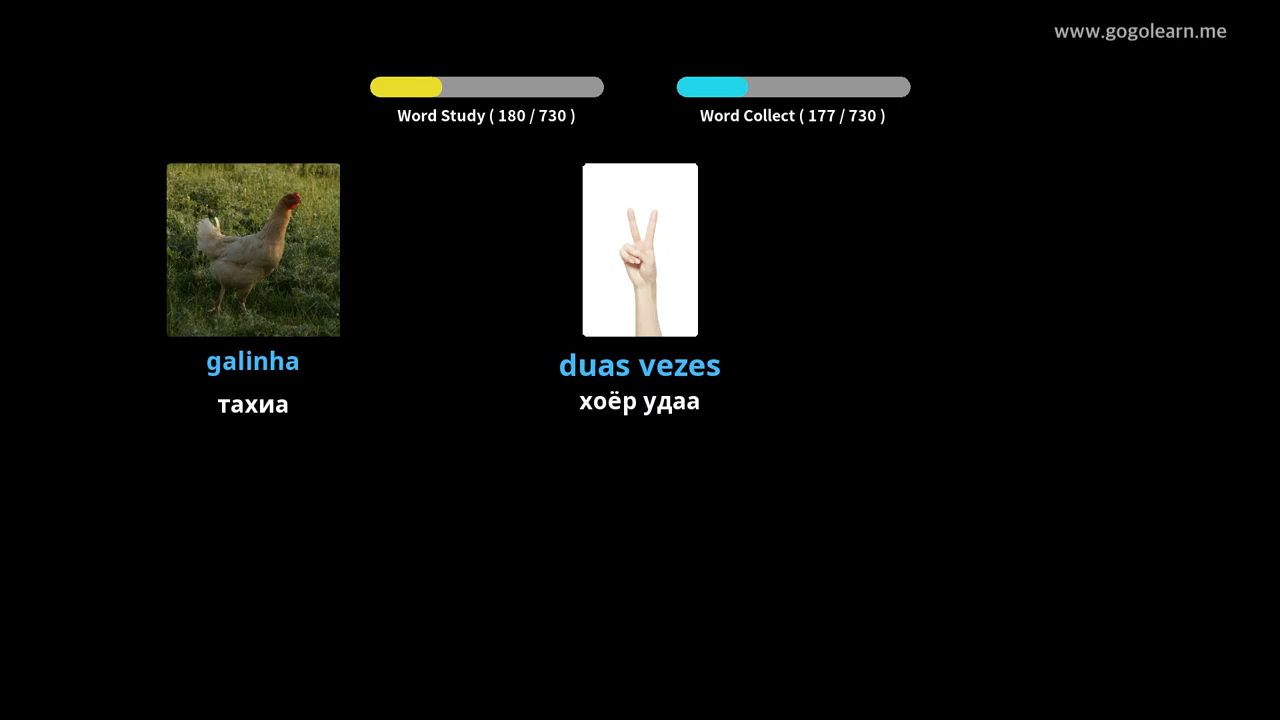 www.gogolearn.me
Word Study ( 180 / 730 )
Word Collect ( 177 / 730 )
galinha
тахиа
duas vezes
хоёр удаа